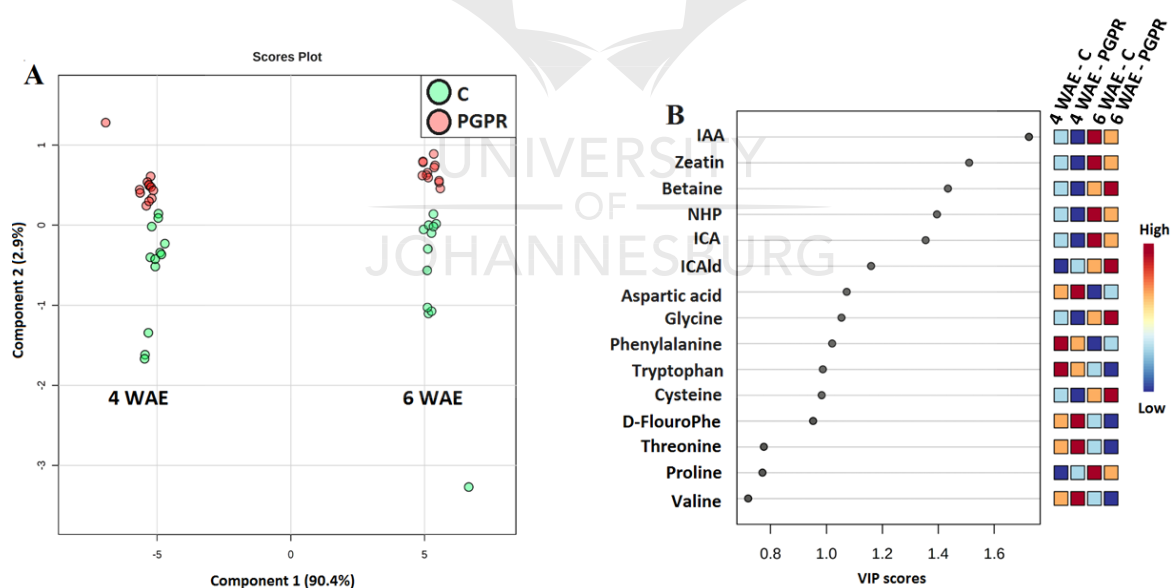 UNIVERSITY
OF
JOHANNESBURG
A
Scores Plot
C
PGPR
Component 2 (2.9%)
1
0
-1
-2
-3
4 WAE
6 WAE
-5
0
5
Component 1 (90.4%)
B
4 WAE - C
4 WAE - PGPR
6 WAE - C
6 WAE - PGPR
IAA
Zeatin
Betaine
NHP
ICA
ICAld
Aspartic acid
Glycine
Phenylalanine
Tryptophan
Cysteine
D-FlouroPhe
Threonine
Proline
Valine
0.8
1.0
1.2
1.4
1.6
VIP scores
High
Low